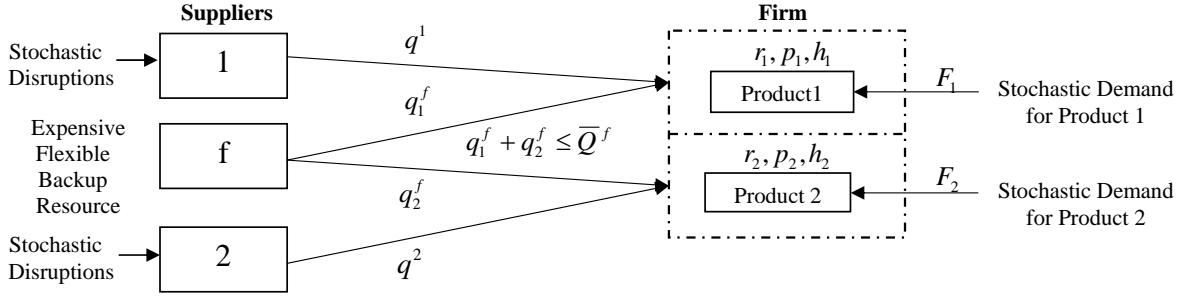 Suppliers
Firm
Stochastic
Disruptions
1
q^1
r_1, p_1, h_1
Product1
F_1
Stochastic Demand
for Product 1
q_1^f
Expensive
Flexible
Backup
Resource
f
q_1^f + q_2^f ≤ \overline{Q}^f
r_2, p_2, h_2
Product 2
F_2
Stochastic Demand
for Product 2
q_2^f
Stochastic
Disruptions
2
q^2